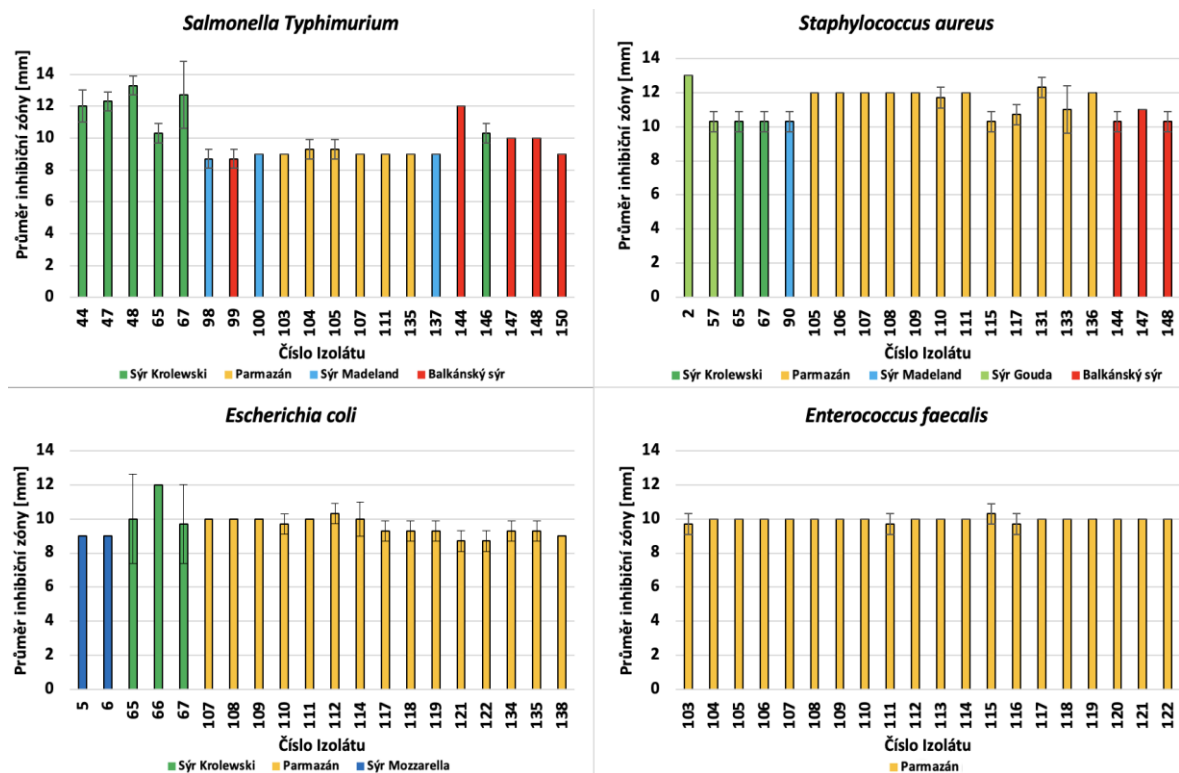 Salmonella Typhimurium
Průměr inhibiční zóny [mm]
14
12
10
8
6
4
2
0
44 47 48 65 67 98 99 100 103 104 105 107 111 135 137 144 146 147 148 150
Číslo Izolátu
Sýr Krolewski Parmazán Sýr Madeland Balkánský sýr
Staphylococcus aureus
Průměr inhibiční zóny [mm]
14
12
10
8
6
4
2
0
2 57 65 67 90 105 106 107 108 109 110 111 115 117 131 133 136 144 147 148
Číslo Izolátu
Sýr Krolewski Parmazán Sýr Madeland Sýr Gouda Balkánský sýr
Escherichia coli
Průměr inhibiční zóny [mm]
14
12
10
8
6
4
2
0
5 6 65 66 67 107 108 109 110 111 112 114 117 118 119 121 122 134 135 138
Číslo Izolátu
Sýr Krolewski Parmazán Sýr Mozzarella
Enterococcus faecalis
Průměr inhibiční zóny [mm]
14
12
10
8
6
4
2
0
103 104 105 106 107 108 109 110 111 112 113 114 115 116 117 118 119 120 121 122
Číslo Izolátu
Parmazán